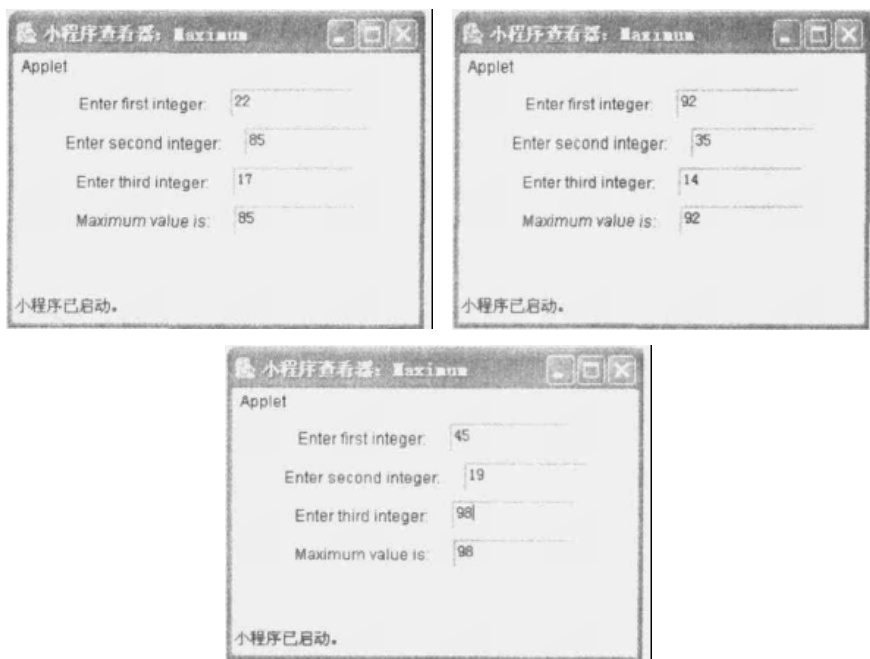 小程序查看器: Maximum
Applet
Enter first integer: 22
Enter second integer: 85
Enter third integer: 17
Maximum value is: 85
小程序已启动。
小程序查看器: Maximum
Applet
Enter first integer: 92
Enter second integer: 35
Enter third integer: 14
Maximum value is: 92
小程序已启动。
小程序查看器: Maximum
Applet
Enter first integer: 45
Enter second integer: 19
Enter third integer: 98
Maximum value is: 98
小程序已启动。